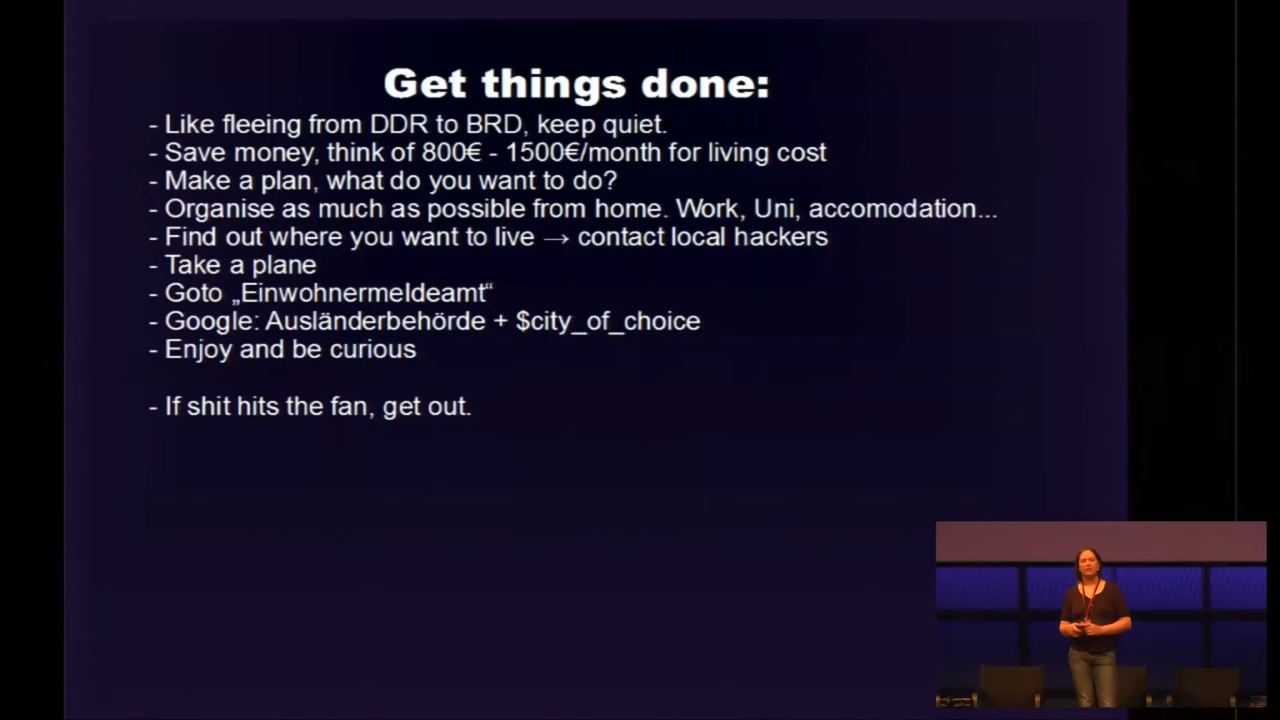 Get things done:
- Like fleeing from DDR to BRD, keep quiet.
- Save money, think of 800€ - 1500€/month for living cost
- Make a plan, what do you want to do?
- Organise as much as possible from home. Work, Uni, accomodation...
- Find out where you want to live → contact local hackers
- Take a plane
- Goto „Einwohnermeldeamt“
- Google: Ausländerbehörde + $city_of_choice
- Enjoy and be curious
- If shit hits the fan, get out.